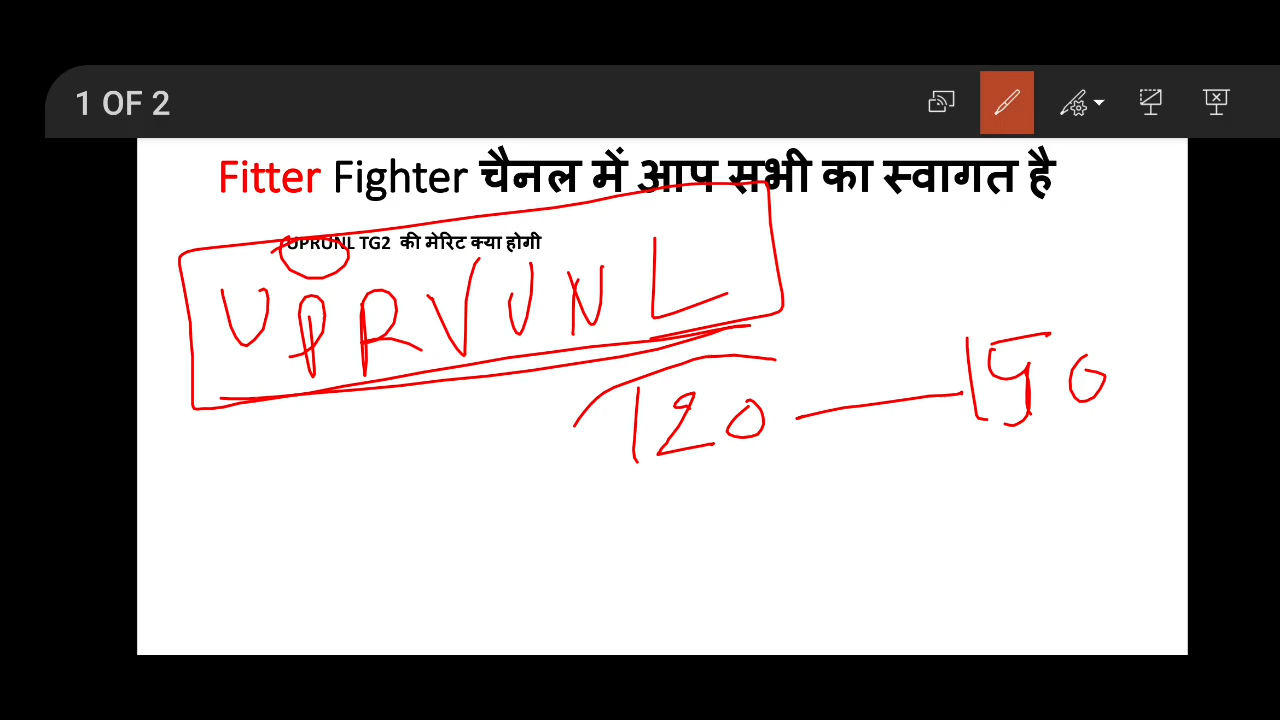 1 OF 2
Fitter Fighter चैनल में आप सभी का स्वागत है
UPRUNL TG2 की मेरिट क्या होगी
UPRVUNL
120 — 150